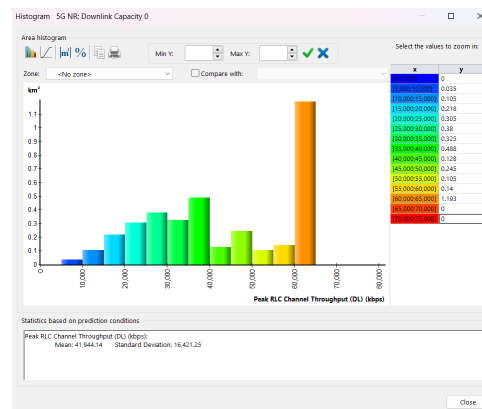 Histogram 5G NR: Downlink Capacity 0
Area histogram
Min Y:
Max Y:
Select the values to zoom in:
Zone:
<No zone>
Compare with:
km²
1.1
1
0.9
0.8
0.7
0.6
0.5
0.4
0.3
0.2
0.1
0
0
10,000
20,000
30,000
40,000
50,000
60,000
70,000
80,000
Peak RLC Channel Throughput (DL) (kbps)
x y
0
[5,000;10,000] 0.035
[10,000;15,000] 0.105
[15,000;20,000] 0.218
[20,000;25,000] 0.305
[25,000;30,000] 0.38
[30,000;35,000] 0.325
[35,000;40,000] 0.488
[40,000;45,000] 0.128
[45,000;50,000] 0.245
[50,000;55,000] 0.105
[55,000;60,000] 0.14
[60,000;65,000] 1.193
[65,000;70,000] 0
[70,000;75,000] 0
Statistics based on prediction conditions
Peak RLC Channel Throughput (DL) (kbps):
Mean: 41,944.14 Standard Deviation: 16,421.25
Close